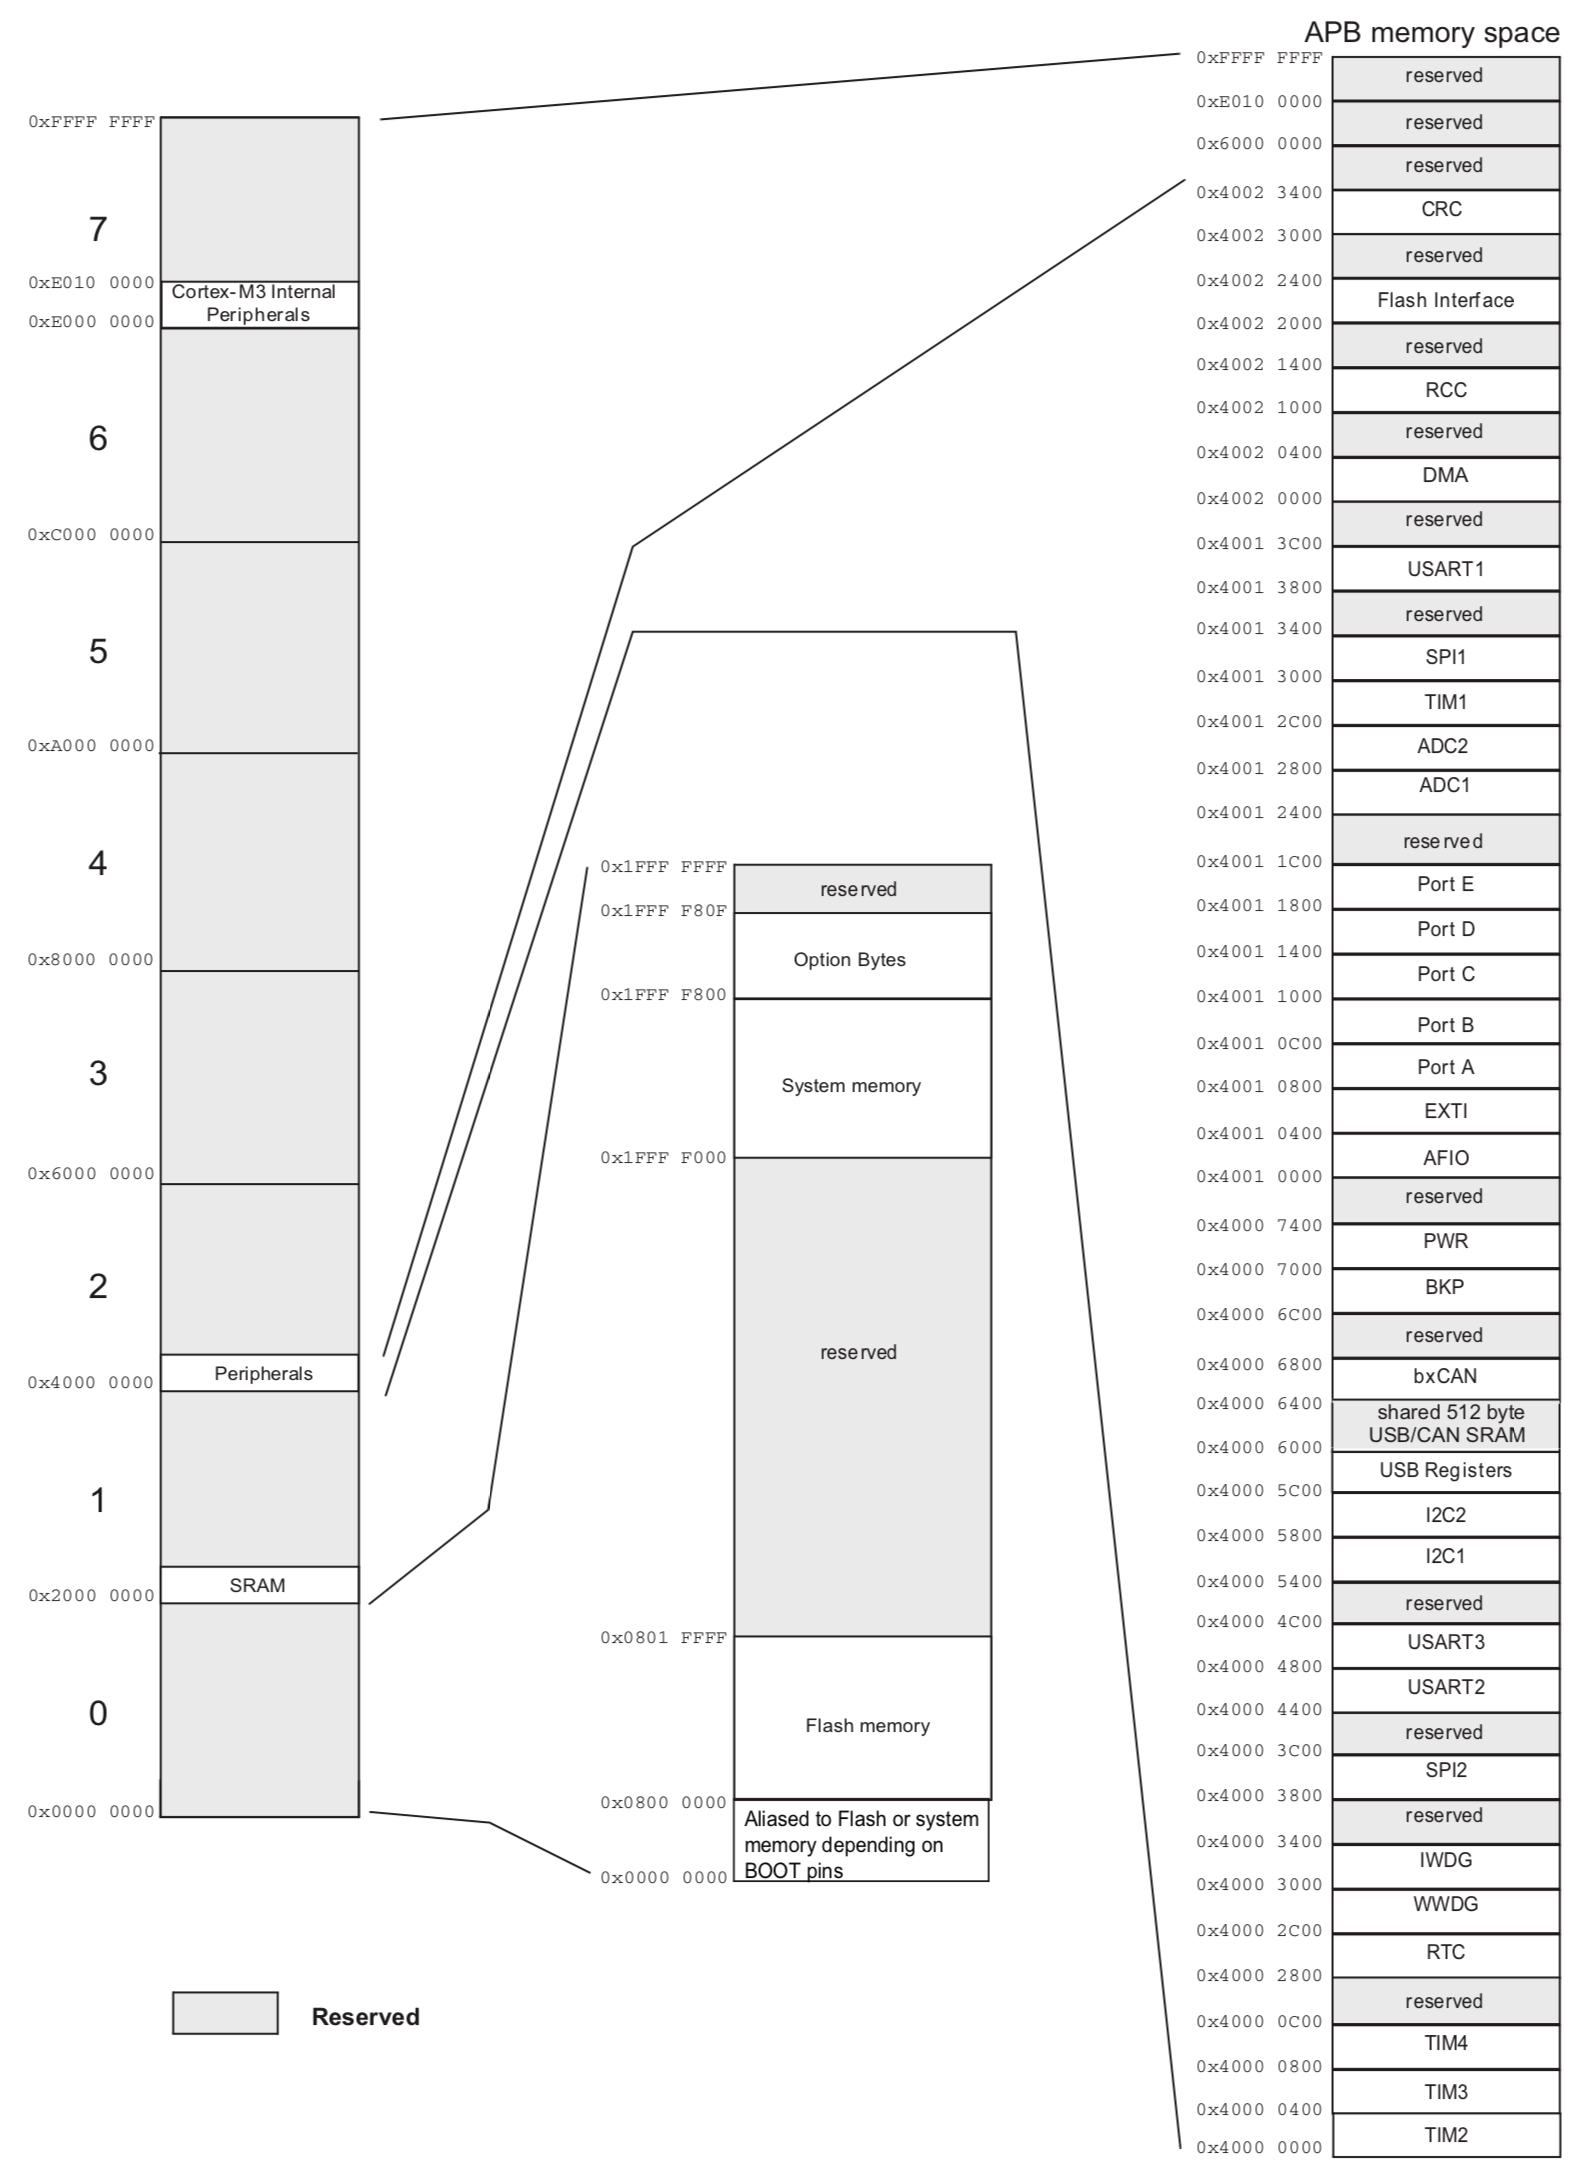 APB memory space
0xFFFF FFFF
reserved
0xE010 0000
reserved
0x6000 0000
reserved
0x4002 3400
CRC
0x4002 3000
reserved
0x4002 2400
Flash Interface
0x4002 2000
reserved
0x4002 1400
RCC
0x4002 1000
reserved
0x4002 0400
DMA
0x4002 0000
reserved
0x4001 3C00
USART1
0x4001 3800
reserved
0x4001 3400
SPI1
0x4001 3000
TIM1
0x4001 2C00
ADC2
0x4001 2800
ADC1
0x4001 2400
reserved
0x4001 1C00
Port E
0x4001 1800
Port D
0x4001 1400
Port C
0x4001 1000
Port B
0x4001 0C00
Port A
0x4001 0800
EXTI
0x4001 0400
AFIO
0x4001 0000
reserved
0x4000 7400
PWR
0x4000 7000
BKP
0x4000 6C00
reserved
0x4000 6800
bxCAN
0x4000 6400
shared 512 byte
USB/CAN SRAM
0x4000 6000
USB Registers
0x4000 5C00
I2C2
0x4000 5800
I2C1
0x4000 5400
reserved
0x4000 4C00
USART3
0x4000 4800
USART2
0x4000 4400
reserved
0x4000 3C00
SPI2
0x4000 3800
reserved
0x4000 3400
IWDG
0x4000 3000
WWDG
0x4000 2C00
RTC
0x4000 2800
reserved
0x4000 0C00
TIM4
0x4000 0800
TIM3
0x4000 0400
TIM2
0x4000 0000
0xFFFF FFFF
7
0xE010 0000
Cortex-M3 Internal
Peripherals
0xE000 0000
6
0xC000 0000
5
0xA000 0000
4
0x8000 0000
3
0x6000 0000
2
Peripherals
0x4000 0000
1
SRAM
0x2000 0000
0
0x0000 0000
0x1FFF FFFF
reserved
0x1FFF F80F
Option Bytes
0x1FFF F800
System memory
0x1FFF F000
reserved
0x0801 FFFF
Flash memory
0x0800 0000
Aliased to Flash or system
memory depending on
BOOT pins
0x0000 0000
Reserved